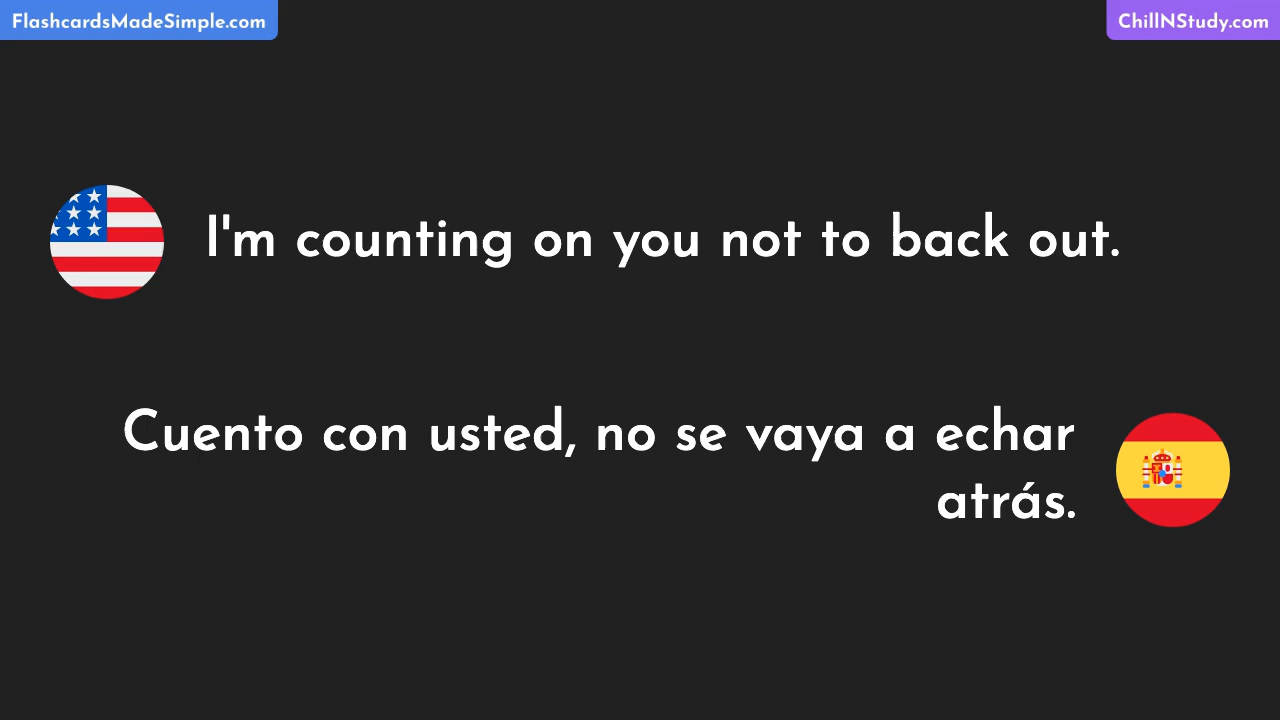 FlashcardsMadeSimple.com
ChillNStudy.com
I'm counting on you not to back out.
Cuento con usted, no se vaya a echar
atrás.